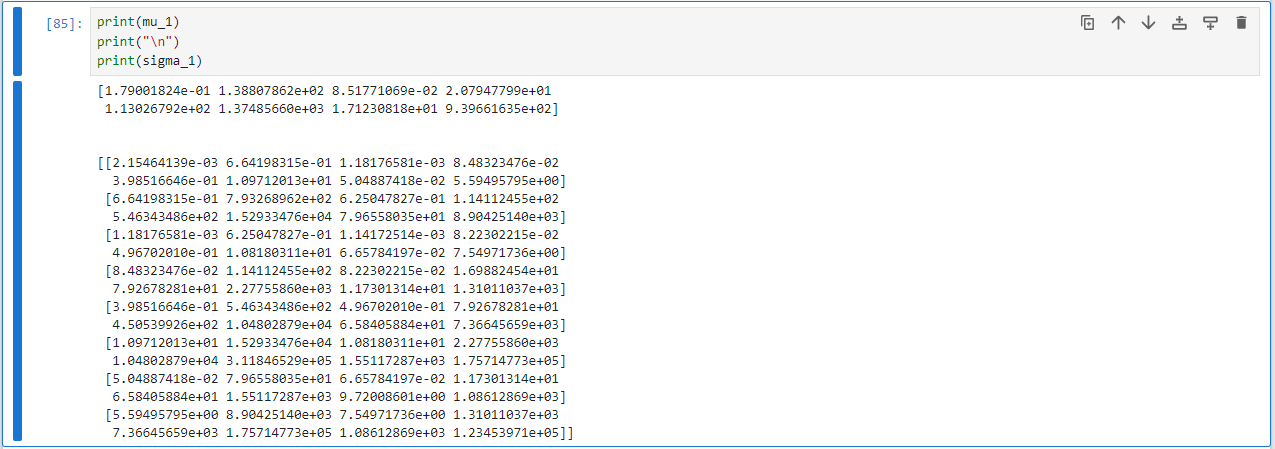 [85]: print(mu_1)
print("\n")
print(sigma_1)
[1.79001824e-01 1.38807862e+02 8.51771069e-02 2.07947799e+01
1.13026792e+02 1.37485660e+03 1.71230818e+01 9.39661635e+02]
[[2.15464139e-03 6.64198315e-01 1.18176581e-03 8.48323476e-02
3.98516646e-01 1.09712013e+01 5.04887418e-02 5.59495795e+00]
[6.64198315e-01 7.93268962e+02 6.25047827e-01 1.14112455e+02
5.46343486e+02 1.52933476e+04 7.96558035e+01 8.90425140e+03]
[1.18176581e-03 6.25047827e-01 1.14172514e-03 8.22302215e-02
4.96702010e-01 1.08180311e+01 6.65784197e-02 7.54971736e+00]
[8.48323476e-02 1.14112455e+02 8.22302215e-02 1.69882454e+01
7.92678281e+01 2.27755860e+03 1.17301314e+01 1.31011037e+03]
[3.98516646e-01 5.46343486e+02 4.96702010e-01 7.92678281e+01
4.50539926e+02 1.04802879e+04 6.58405884e+01 7.36645659e+03]
[1.09712013e+01 1.52933476e+04 1.08180311e+01 2.27755860e+03
1.04802879e+04 3.11846529e+05 1.55117287e+03 1.75714773e+05]
[5.04887418e-02 7.96558035e+01 6.65784197e-02 1.17301314e+01
6.58405884e+01 1.55117287e+03 9.72008601e+00 1.08612869e+03]
[5.59495795e+00 8.90425140e+03 7.54971736e+00 1.31011037e+03
7.36645659e+03 1.75714773e+05 1.08612869e+03 1.23453971e+05]]